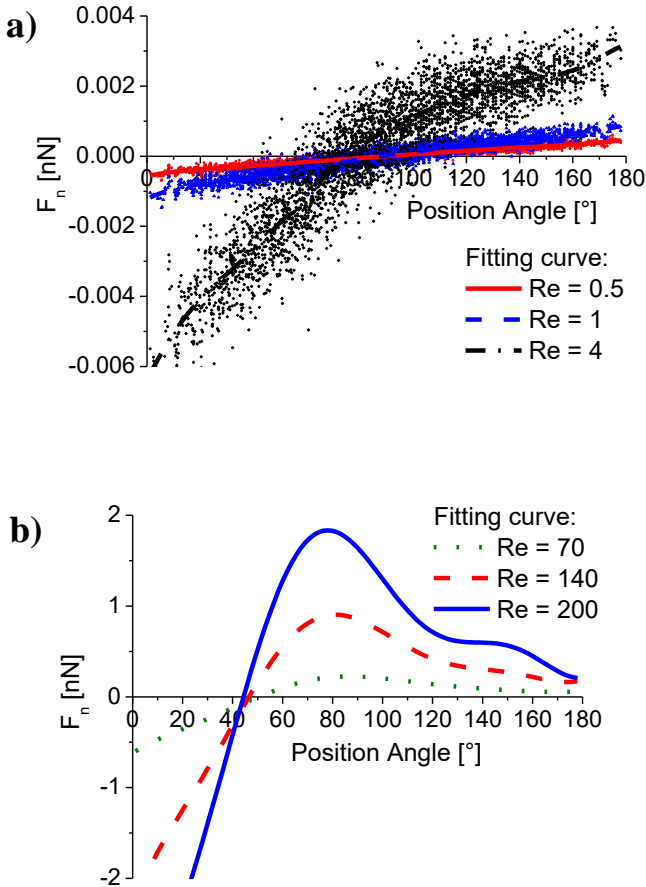 a)
0.004
0.002
0.000
-0.002
-0.004
-0.006
F_n [nN]
0 20 40 60 80 100 120 140 160 180
Position Angle [°]
Fitting curve:
Re = 0.5
Re = 1
Re = 4
b)
2
1
0
-1
-2
F_n [nN]
0 20 40 60 80 100 120 140 160 180
Position Angle [°]
Fitting curve:
Re = 70
Re = 140
Re = 200